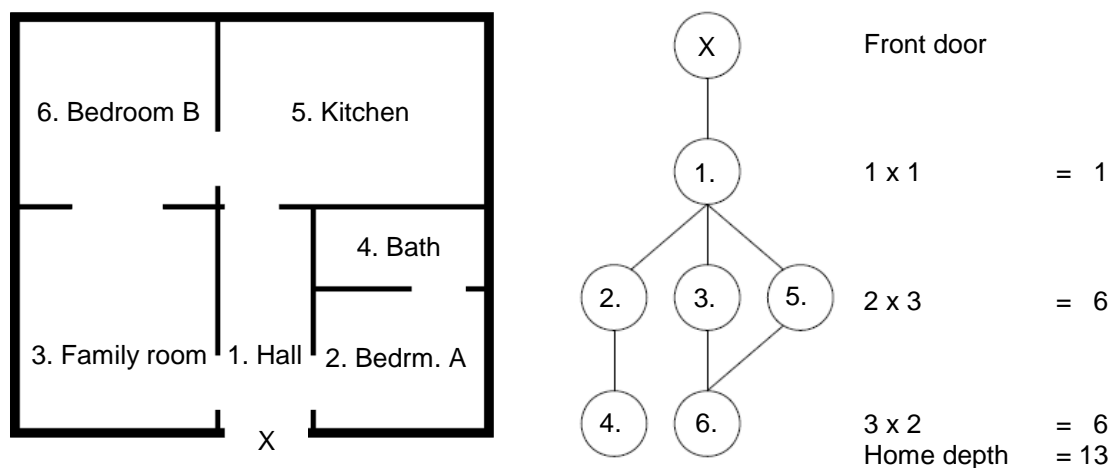 6. Bedroom B
5. Kitchen
4. Bath
3. Family room
1. Hall
2. Bedrm. A
X
X
Front door
1.
1 x 1 = 1
2.
3.
5.
2 x 3 = 6
4.
6.
3 x 2 = 6
Home depth = 13